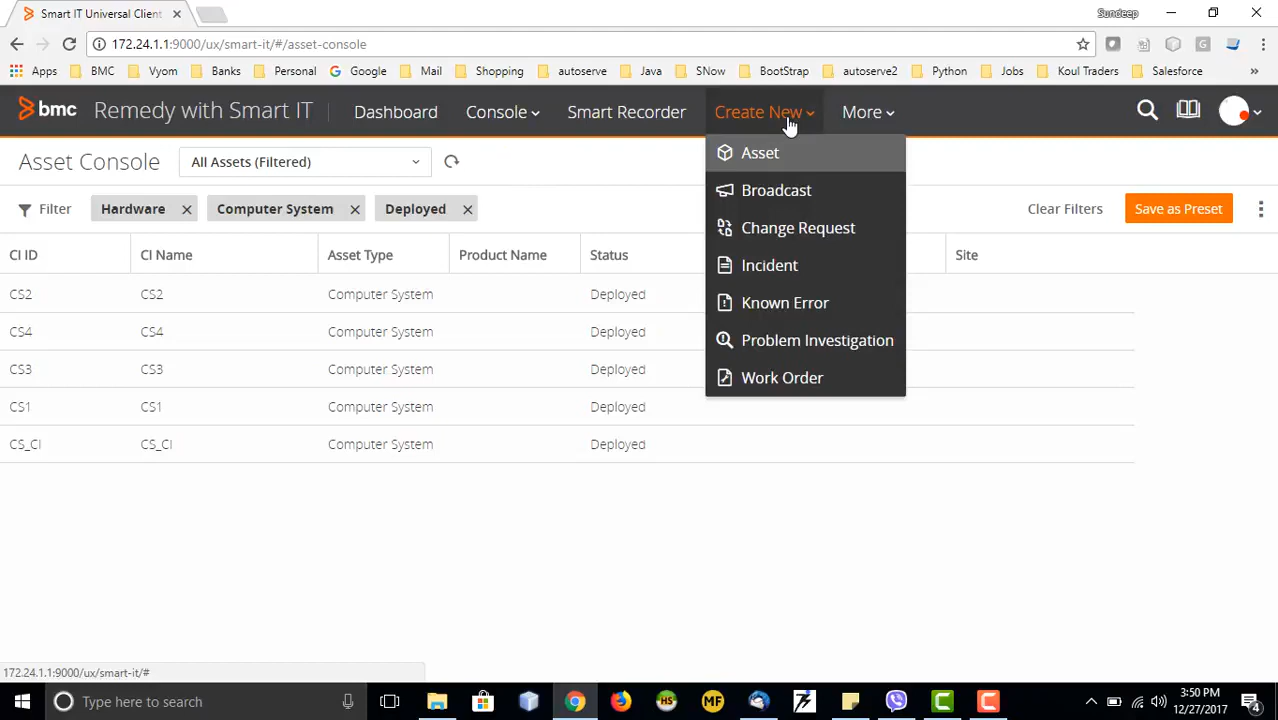 Smart IT Universal Client
Sundeep
172.24.1.1:9000/ux/smart-it/#/asset-console
Apps BMC Vyom Banks Personal Google Mail Shopping autoserve Java SNow BootStrap autoserve2 Python Jobs Koul Traders Salesforce »
bmc Remedy with Smart IT Dashboard Console Smart Recorder Create New More
Asset Console All Assets (Filtered)
Asset
Broadcast
Change Request
Incident
Known Error
Problem Investigation
Work Order
Filter Hardware Computer System Deployed Clear Filters Save as Preset
CI ID CI Name Asset Type Product Name Status Site
CS2 CS2 Computer System Deployed
CS4 CS4 Computer System Deployed
CS3 CS3 Computer System Deployed
CS1 CS1 Computer System Deployed
CS_CI CS_CI Computer System Deployed
172.24.1.1:9000/ux/smart-it/#
Type here to search HS MF 3:50 PM
12/27/2017 4